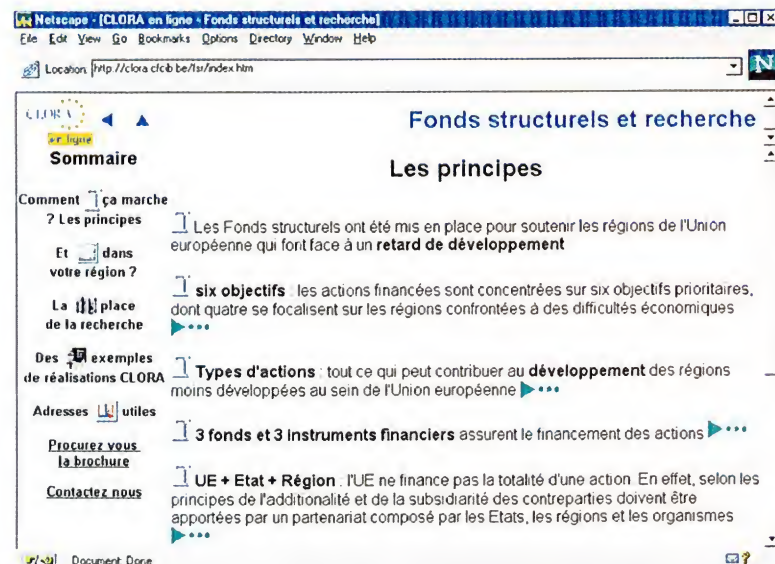 Netscape - [CLORA en ligne - Fonds structurels et recherche]
File Edit View Go Bookmarks Options Directory Window Help
Location http://clora.cfcib.be/fsr/index.htm
CLORA
en ligne
Sommaire
Comment ça marche
? Les principes
Et dans
votre région ?
La place
de la recherche
Des exemples
de réalisations CLORA
Adresses utiles
Procurez vous
la brochure
Contactez nous
Fonds structurels et recherche
Les principes
Les Fonds structurels ont été mis en place pour soutenir les régions de l'Union
européenne qui font face à un retard de développement
six objectifs : les actions financées sont concentrées sur six objectifs prioritaires,
dont quatre se focalisent sur les régions confrontées à des difficultés économiques
Types d'actions : tout ce qui peut contribuer au développement des régions
moins développées au sein de l'Union européenne
3 fonds et 3 instruments financiers assurent le financement des actions
UE + Etat + Région : l'UE ne finance pas la totalité d'une action. En effet, selon les
principes de l'additionalité et de la subsidiarité des contreparties doivent être
apportées par un partenariat composé par les Etats, les régions et les organismes
Document Done